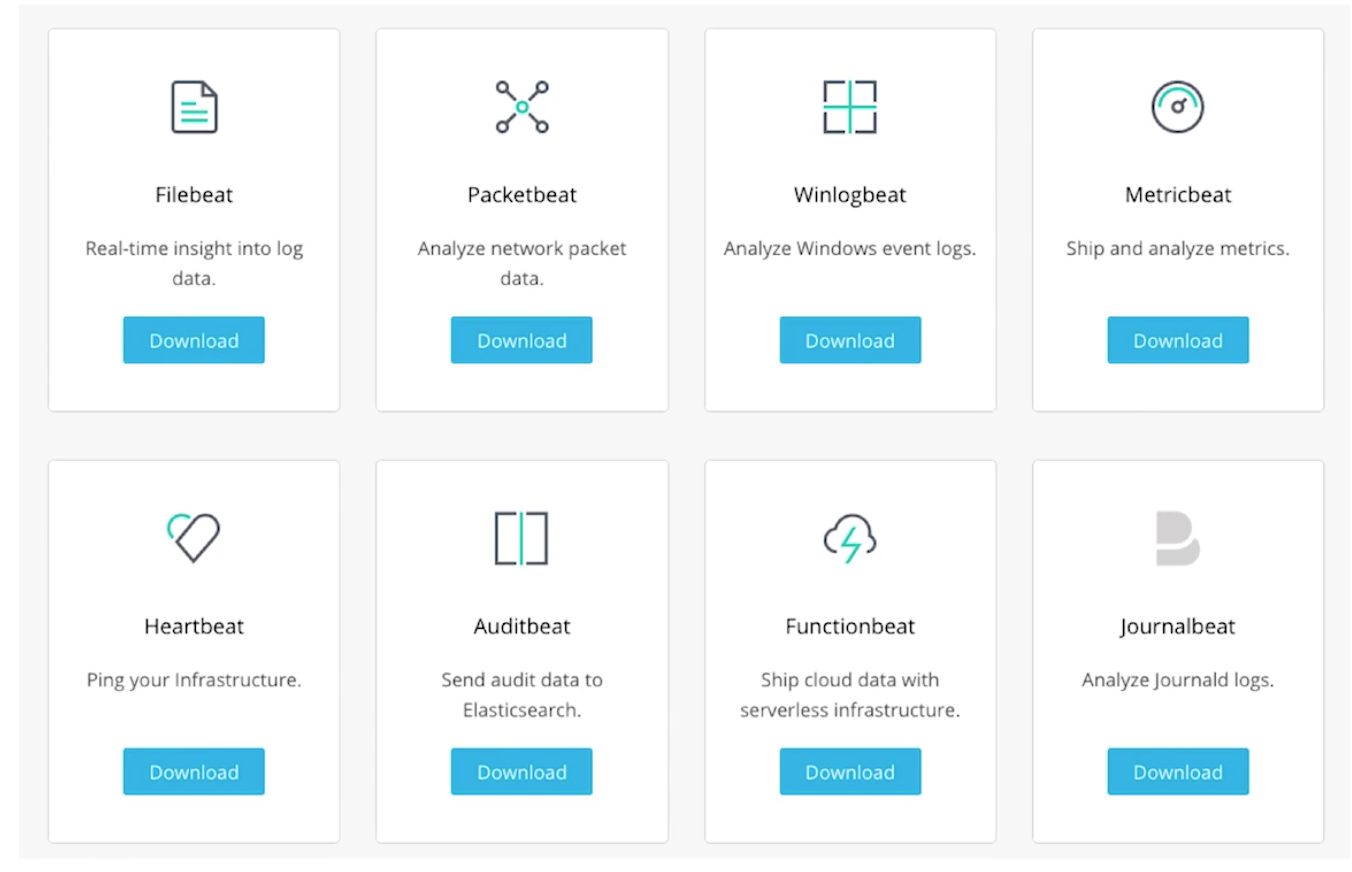 Filebeat
Real-time insight into log
data.
Download
Packetbeat
Analyze network packet
data.
Download
Winlogbeat
Analyze Windows event logs.
Download
Metricbeat
Ship and analyze metrics.
Download
Heartbeat
Ping your Infrastructure.
Download
Auditbeat
Send audit data to
Elasticsearch.
Download
Functionbeat
Ship cloud data with
serverless infrastructure.
Download
Journalbeat
Analyze Journald logs.
Download